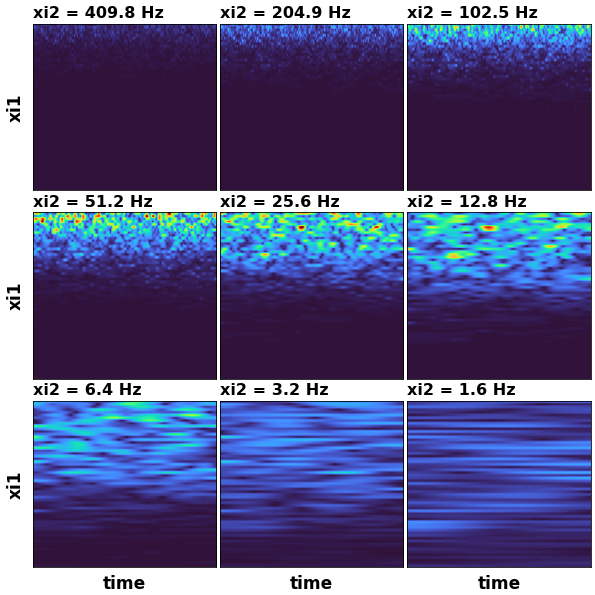 xi2 = 409.8 Hz
xi2 = 204.9 Hz
xi2 = 102.5 Hz
xi1
xi2 = 51.2 Hz
xi2 = 25.6 Hz
xi2 = 12.8 Hz
xi1
xi2 = 6.4 Hz
xi2 = 3.2 Hz
xi2 = 1.6 Hz
xi1
time
time
time